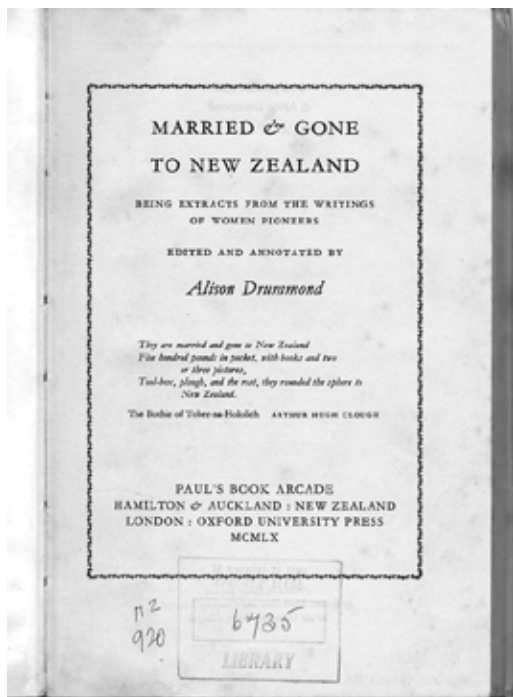 MARRIED & GONE
TO NEW ZEALAND
BEING EXTRACTS FROM THE WRITINGS
OF WOMEN PIONEERS
EDITED AND ANNOTATED BY
Alison Drummond
They are married and gone to New Zealand
Five hundred pounds in pocket, with books and two
or three pictures,
Tool-box, plough, and the rest, they rounded the sphere to
New Zealand.
The Bothie of Tober-na-Vuolich ARTHUR HUGH CLOUGH
PAUL'S BOOK ARCADE
HAMILTON & AUCKLAND : NEW ZEALAND
LONDON : OXFORD UNIVERSITY PRESS
MCMLX
NZ
920
6435
LIBRARY